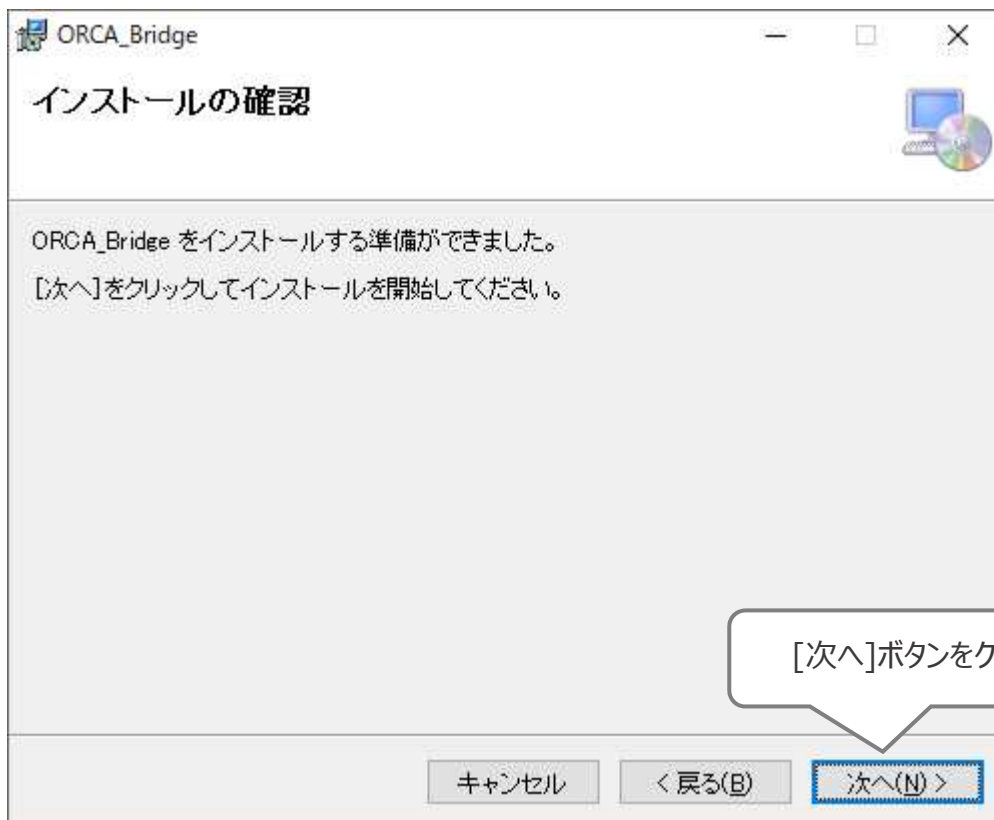 ORCA_Bridge
インストールの確認
ORCA_Bridge をインストールする準備ができました。
[次へ]をクリックしてインストールを開始してください。
[次へ]ボタンをク
キャンセル
< 戻る(B)
次へ(N) >